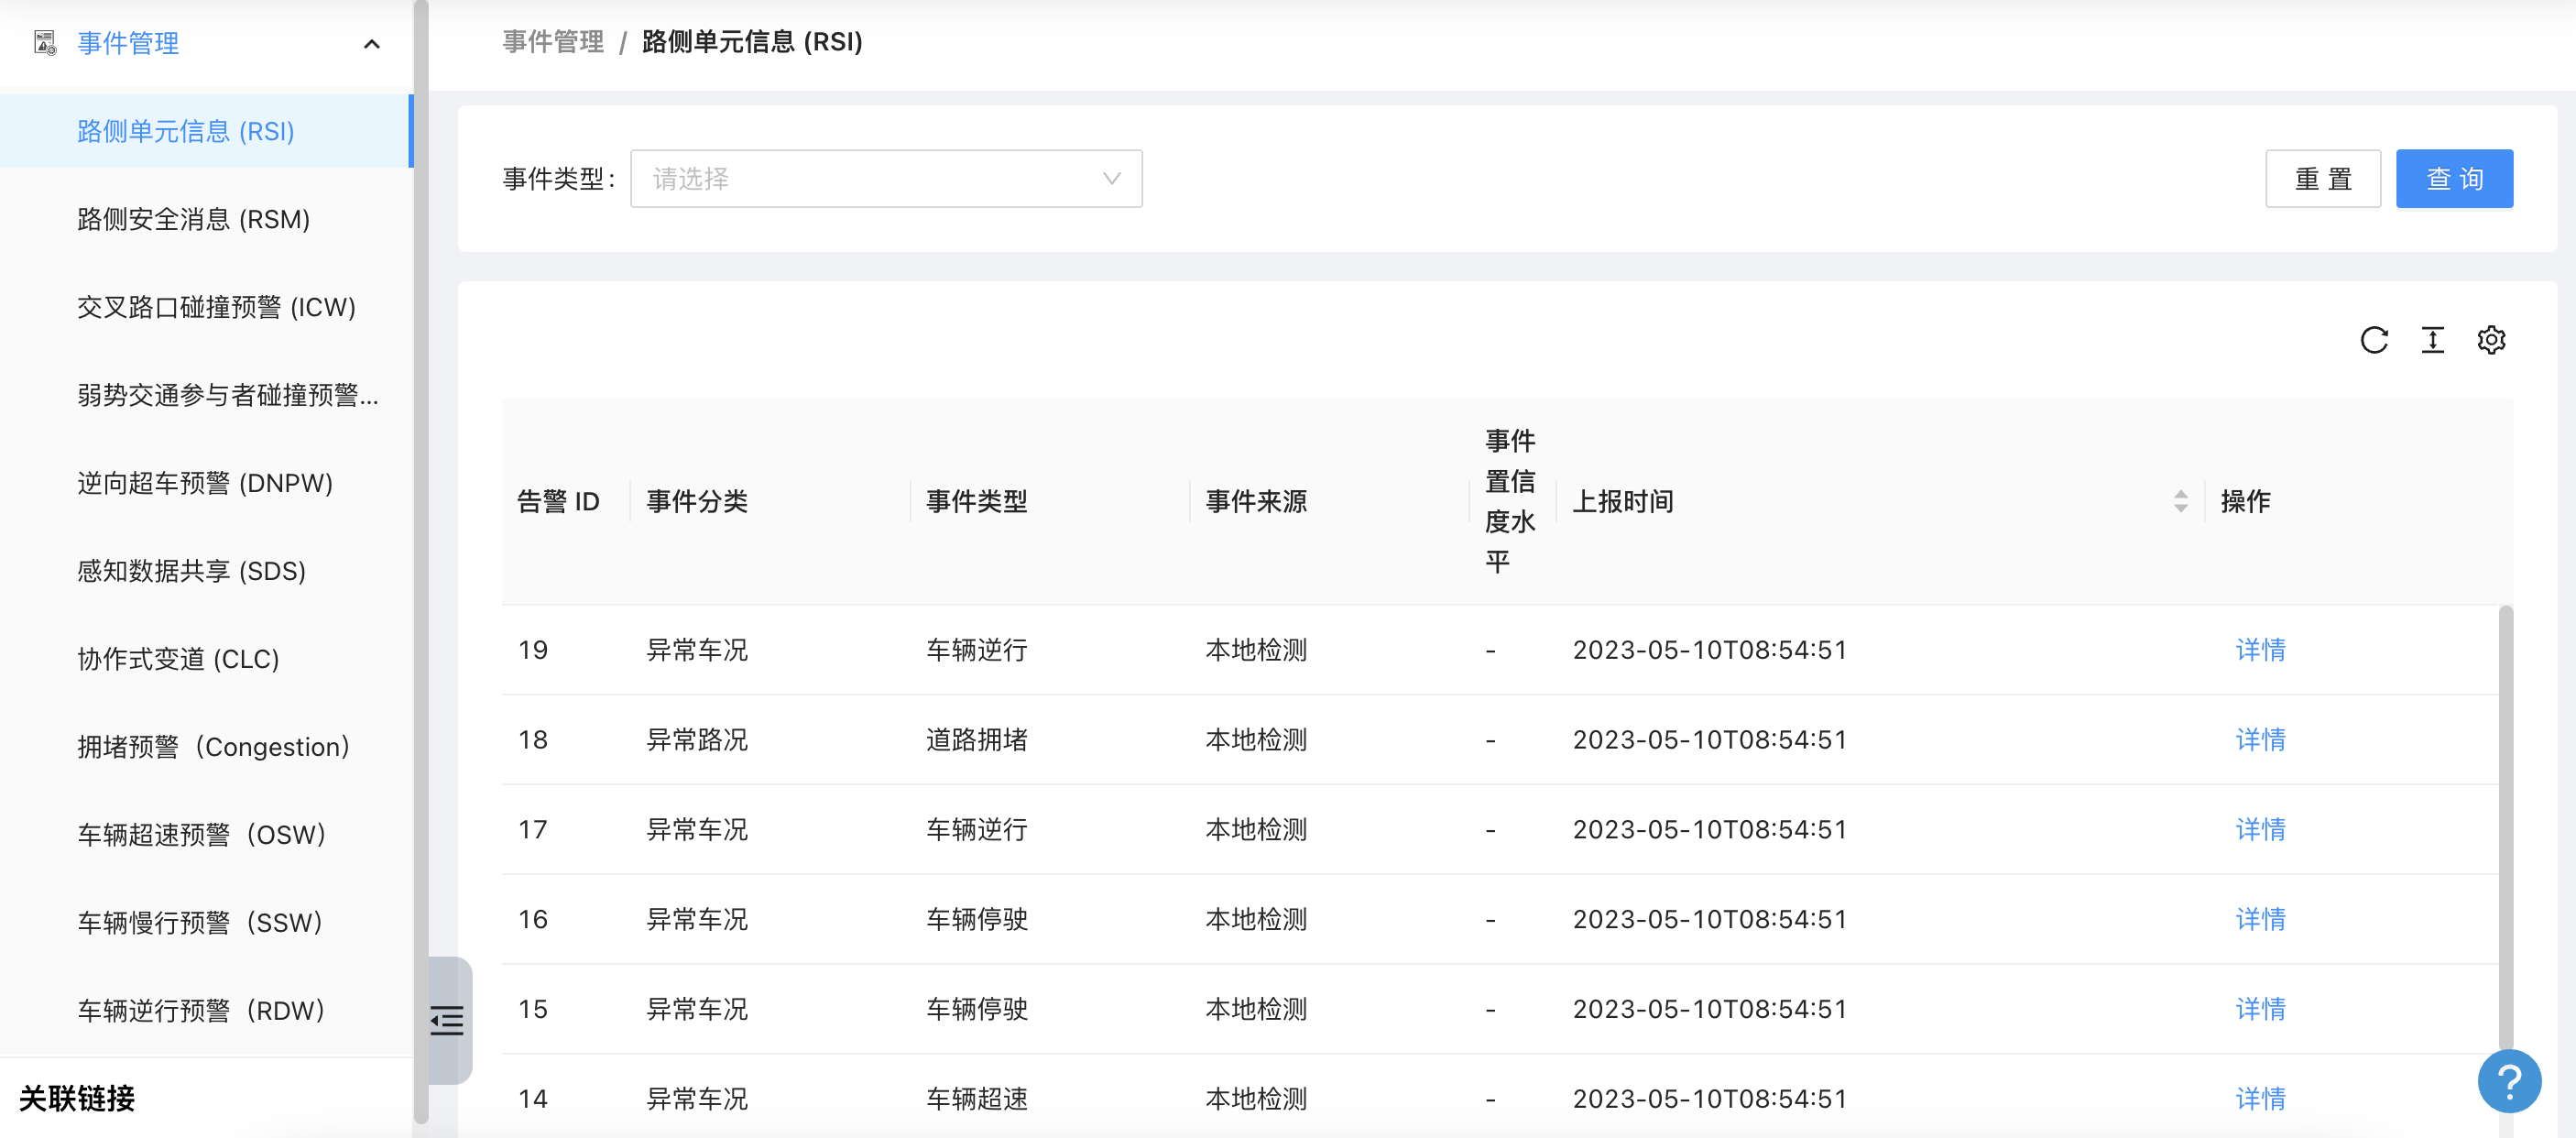 事件管理
路侧单元信息 (RSI)
路侧安全消息 (RSM)
交叉路口碰撞预警 (ICW)
弱势交通参与者碰撞预警...
逆向超车预警 (DNPW)
感知数据共享 (SDS)
协作式变道 (CLC)
拥堵预警（Congestion）
车辆超速预警（OSW）
车辆慢行预警（SSW）
车辆逆行预警（RDW）
关联链接
事件管理 / 路侧单元信息 (RSI)
事件类型: 请选择 重 置 查 询
告警 ID 事件分类 事件类型 事件来源 事件置信度水平 上报时间 操作
19 异常车况 车辆逆行 本地检测 - 2023-05-10T08:54:51 详情
18 异常路况 道路拥堵 本地检测 - 2023-05-10T08:54:51 详情
17 异常车况 车辆逆行 本地检测 - 2023-05-10T08:54:51 详情
16 异常车况 车辆停驶 本地检测 - 2023-05-10T08:54:51 详情
15 异常车况 车辆停驶 本地检测 - 2023-05-10T08:54:51 详情
14 异常车况 车辆超速 本地检测 - 2023-05-10T08:54:51 详情
?